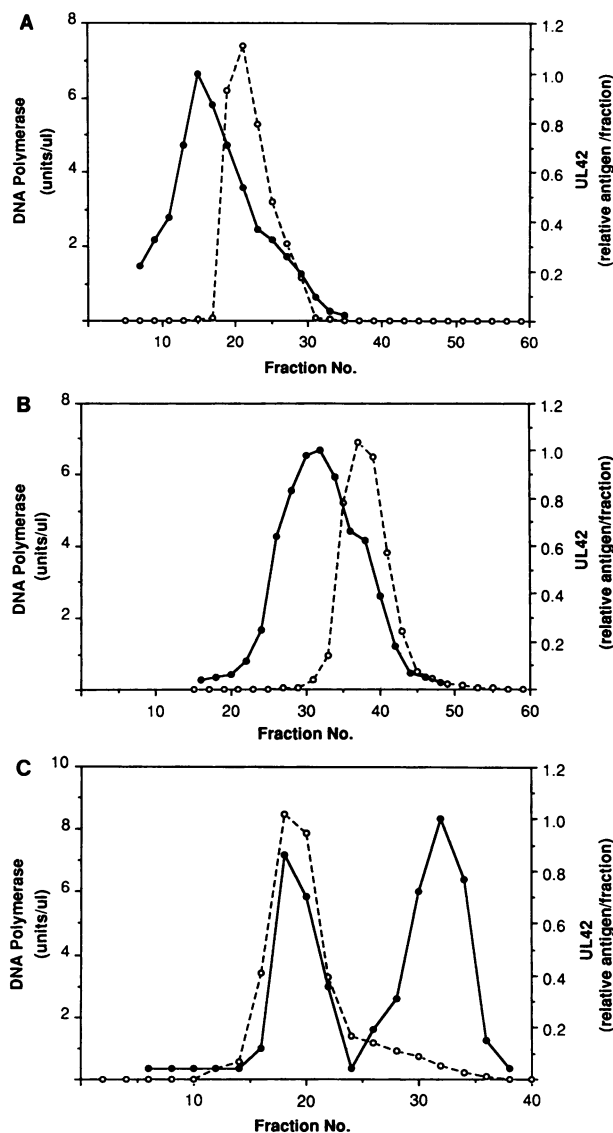 A
DNA Polymerase
(units/ul)
8
6
4
2
1.2
1.0
0.8
0.6
0.4
0.2
UL42
(relative antigen /fraction)
0 10 20 30 40 50 60
Fraction No.
B
DNA Polymerase
(units/ul)
8
6
4
2
1.2
1.0
0.8
0.6
0.4
0.2
UL42
(relative antigen/fraction)
10 20 30 40 50 60
Fraction No.
C
DNA Polymerase
(units/ul)
10
8
6
4
2
1.2
1.0
0.8
0.6
0.4
0.2
UL42
(relative antigen/fraction)
0 10 20 30 40
Fraction No.